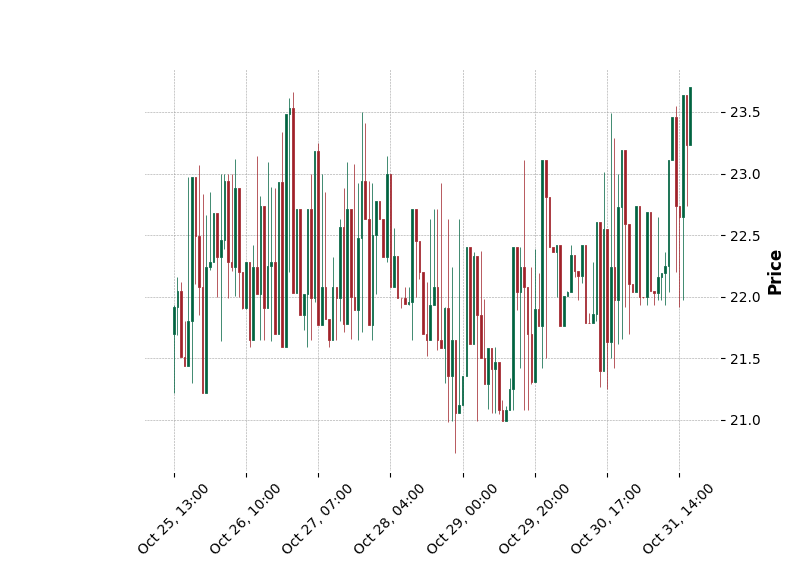 23.5
23.0
22.5
22.0
21.5
21.0
Price
Oct 25, 13:00
Oct 26, 10:00
Oct 27, 07:00
Oct 28, 04:00
Oct 29, 00:00
Oct 29, 20:00
Oct 30, 17:00
Oct 31, 14:00